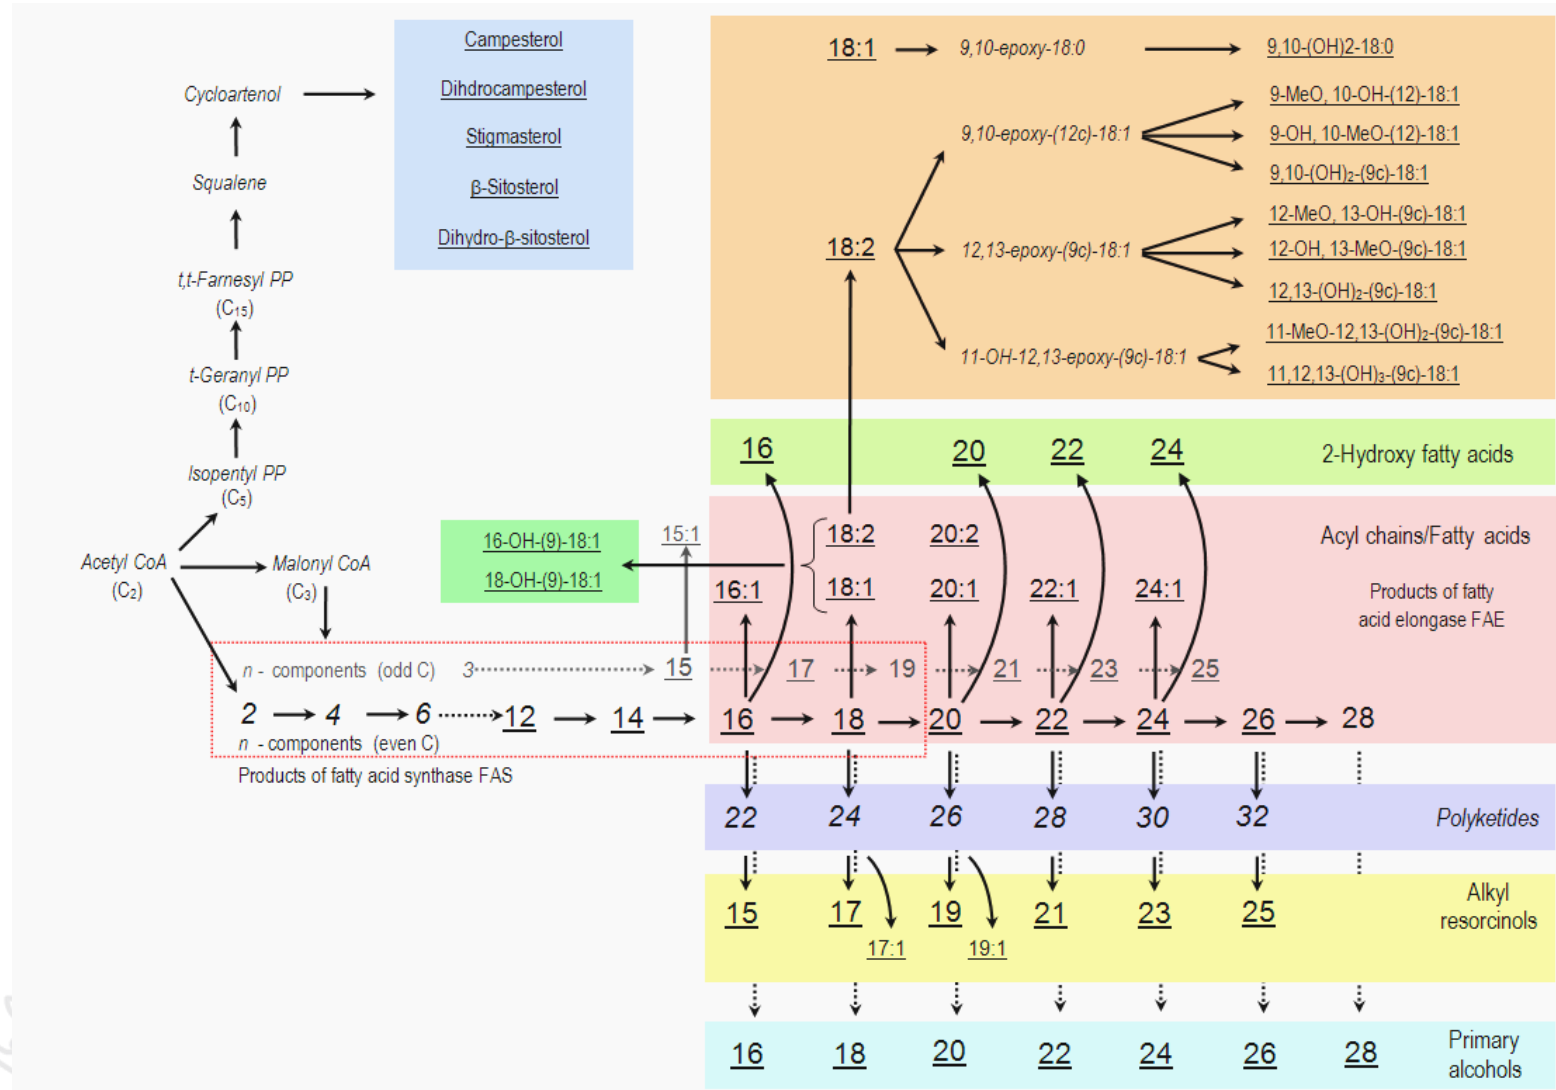 Campesterol
Dihdrocampesterol
Stigmasterol
β-Sitosterol
Dihydro-β-sitosterol
Cycloartenol
Squalene
t,t-Farnesyl PP
(C₁₅)
t-Geranyl PP
(C₁₀)
Isopentyl PP
(C₅)
Acetyl CoA
(C₂)
Malonyl CoA
(C₃)
18:1 9,10-epoxy-18:0 9,10-(OH)2-18:0
9-MeO, 10-OH-(12)-18:1
9,10-epoxy-(12c)-18:1 9-OH, 10-MeO-(12)-18:1
9,10-(OH)₂-(9c)-18:1
12-MeO, 13-OH-(9c)-18:1
18:2 12,13-epoxy-(9c)-18:1 12-OH, 13-MeO-(9c)-18:1
12,13-(OH)₂-(9c)-18:1
11-MeO-12,13-(OH)₂-(9c)-18:1
11-OH-12,13-epoxy-(9c)-18:1
11,12,13-(OH)₃-(9c)-18:1
16 20 22 24 2-Hydroxy fatty acids
16-OH-(9)-18:1
18-OH-(9)-18:1
15:1 18:2 20:2 Acyl chains/Fatty acids
16:1 18:1 20:1 22:1 24:1
Products of fatty
acid elongase FAE
n - components (odd C) 3 15 17 19 21 23 25
2 4 6 12 14 16 18 20 22 24 26 28
n - components (even C)
Products of fatty acid synthase FAS
22 24 26 28 30 32 Polyketides
15 17 19 21 23 25
Alkyl
resorcinols
17:1 19:1
16 18 20 22 24 26 28
Primary
alcohols